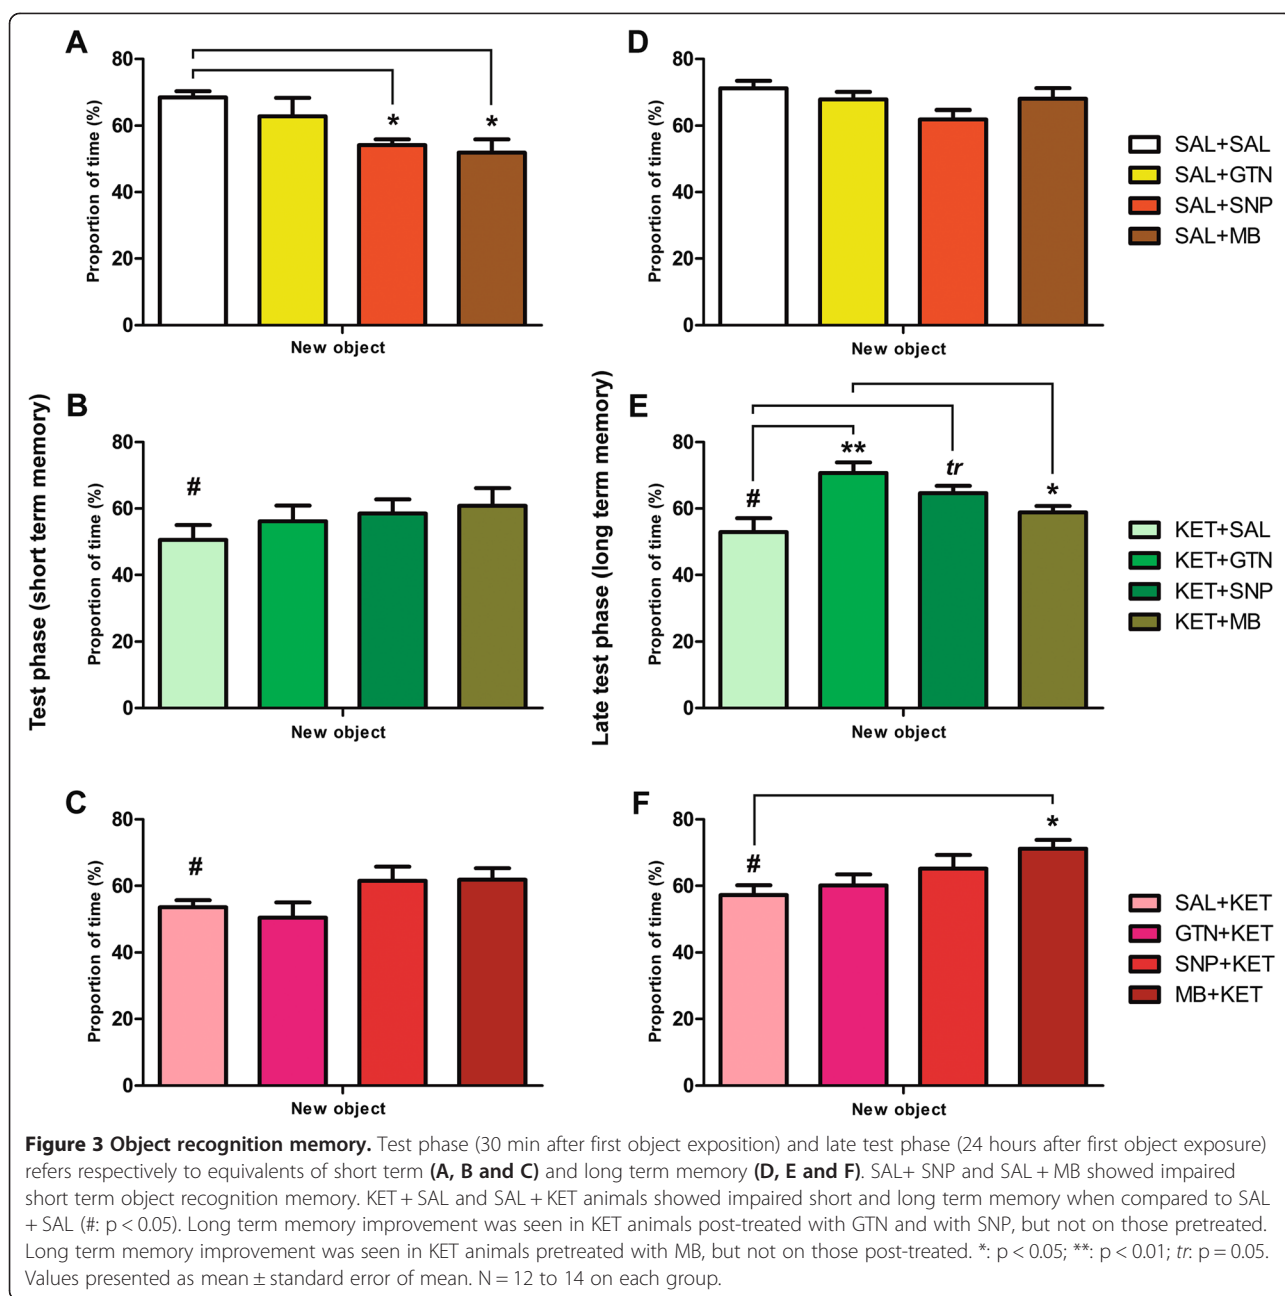 A
Proportion of time (%)
80
60
40
20
0
*
*
New object
D
Proportion of time (%)
80
60
40
20
0
New object
SAL+SAL
SAL+GTN
SAL+SNP
SAL+MB
Test phase (short term memory)
B
Proportion of time (%)
80
60
40
20
0
#
New object
Late test phase (long term memory)
E
Proportion of time (%)
80
60
40
20
0
#
**
tr
*
New object
KET+SAL
KET+GTN
KET+SNP
KET+MB
C
Proportion of time (%)
80
60
40
20
0
#
New object
F
Proportion of time (%)
80
60
40
20
0
#
*
New object
SAL+KET
GTN+KET
SNP+KET
MB+KET
Figure 3 Object recognition memory. Test phase (30 min after first object exposition) and late test phase (24 hours after first object exposure)
refers respectively to equivalents of short term (A, B and C) and long term memory (D, E and F). SAL+ SNP and SAL + MB showed impaired
short term object recognition memory. KET + SAL and SAL + KET animals showed impaired short and long term memory when compared to SAL
+ SAL (#: p < 0.05). Long term memory improvement was seen in KET animals post-treated with GTN and with SNP, but not on those pretreated.
Long term memory improvement was seen in KET animals pretreated with MB, but not on those post-treated. *: p < 0.05; **: p < 0.01; tr: p = 0.05.
Values presented as mean ± standard error of mean. N = 12 to 14 on each group.